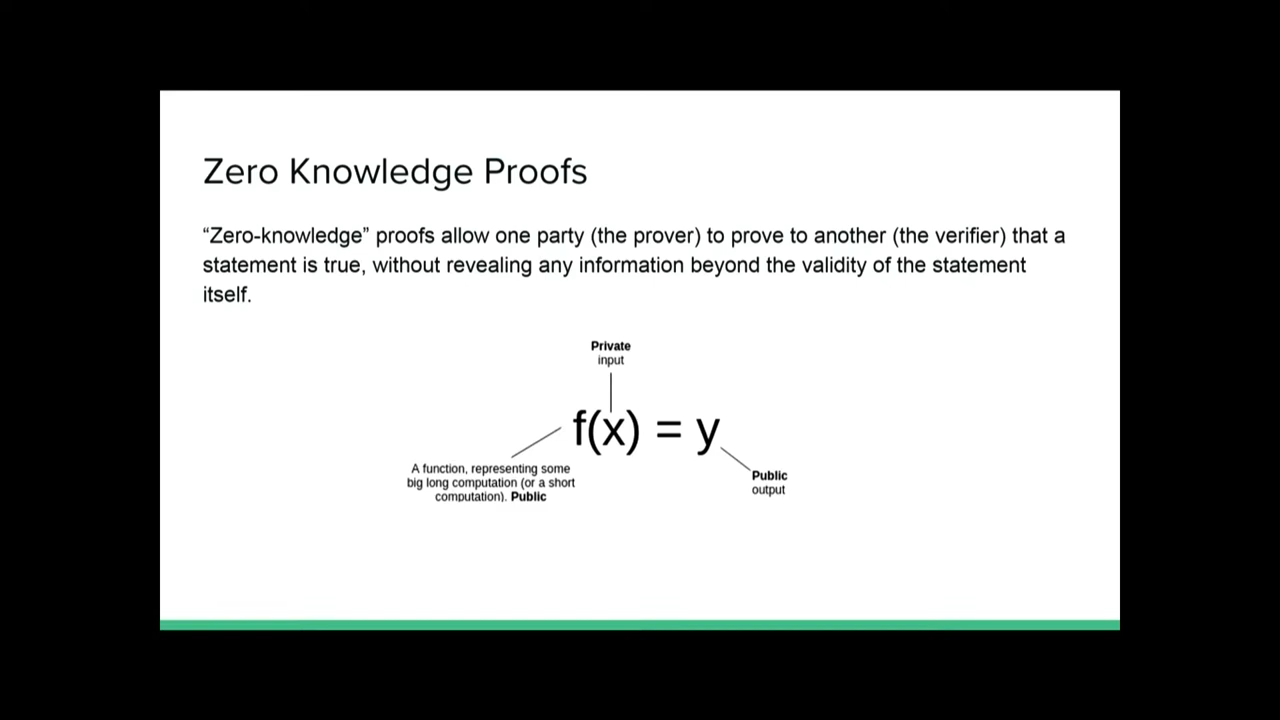 Zero Knowledge Proofs
“Zero-knowledge” proofs allow one party (the prover) to prove to another (the verifier) that a
statement is true, without revealing any information beyond the validity of the statement
itself.
Private
input
f(x) = y
A function, representing some
big long computation (or a short
computation). Public
Public
output